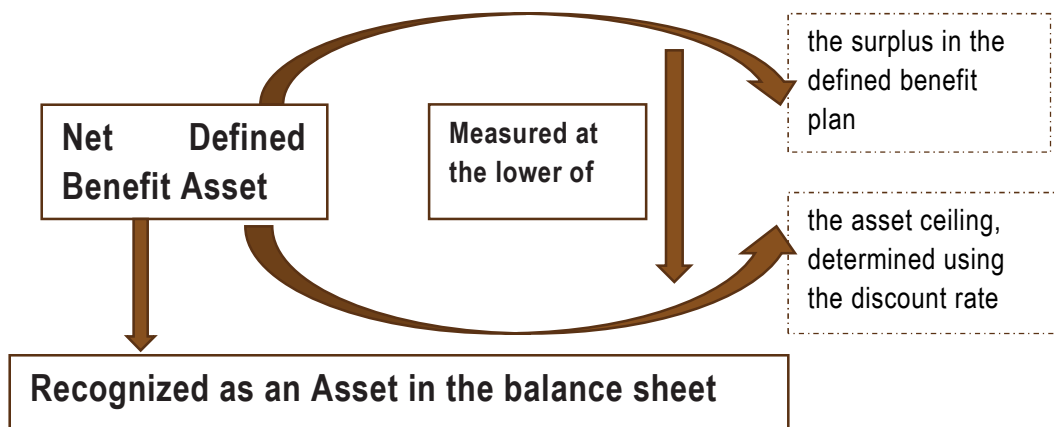 Net Defined
Benefit Asset
Measured at
the lower of
the surplus in the
defined benefit
plan
the asset ceiling,
determined using
the discount rate
Recognized as an Asset in the balance sheet